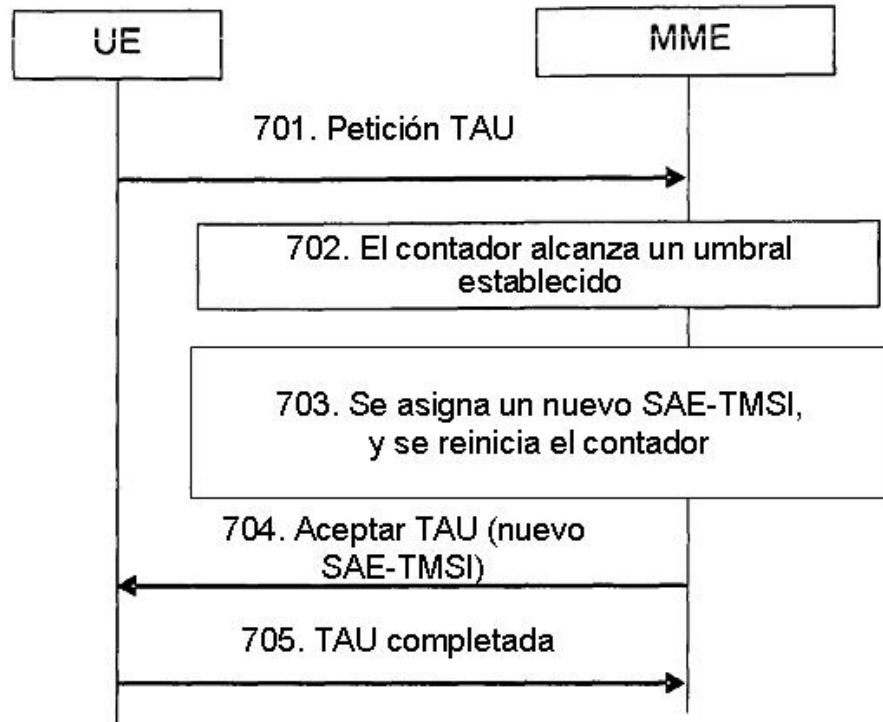 UE
MME
701. Petición TAU
702. El contador alcanza un umbral
establecido
703. Se asigna un nuevo SAE-TMSI,
y se reinicia el contador
704. Aceptar TAU (nuevo
SAE-TMSI)
705. TAU completada